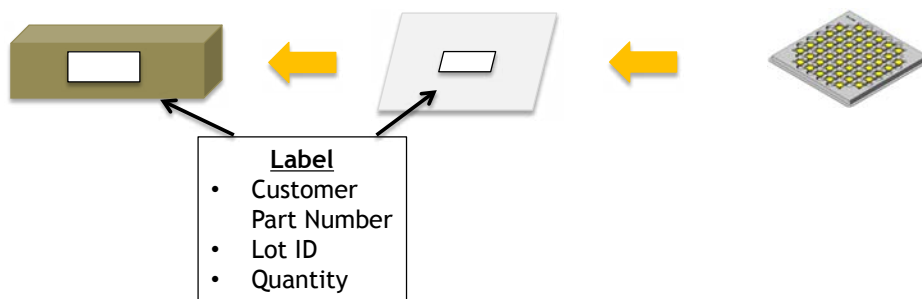 Label
• Customer
Part Number
• Lot ID
• Quantity